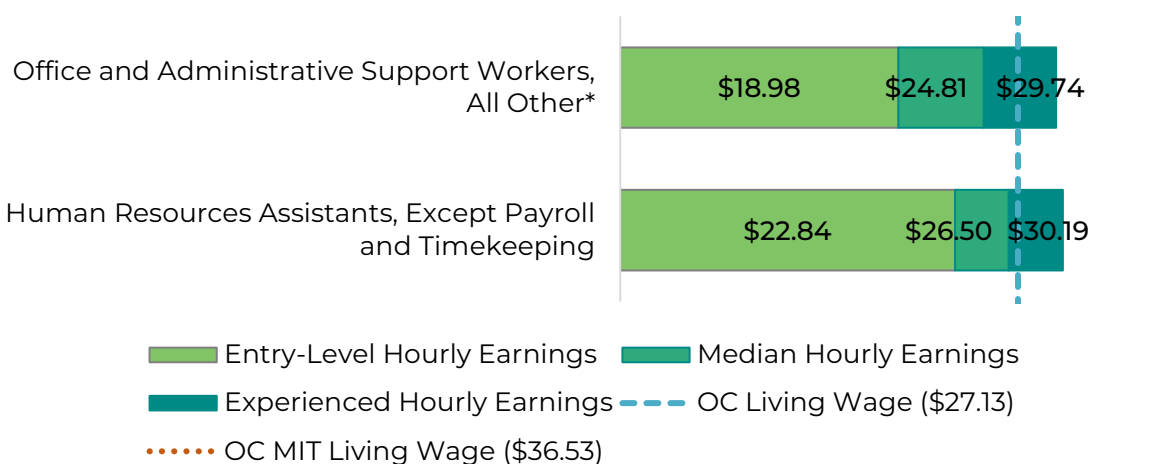 Office and Administrative Support Workers,
All Other*
$18.98 $24.81 $29.74
Human Resources Assistants, Except Payroll
and Timekeeping
$22.84 $26.50 $30.19
Entry-Level Hourly Earnings Median Hourly Earnings
Experienced Hourly Earnings OC Living Wage ($27.13)
OC MIT Living Wage ($36.53)